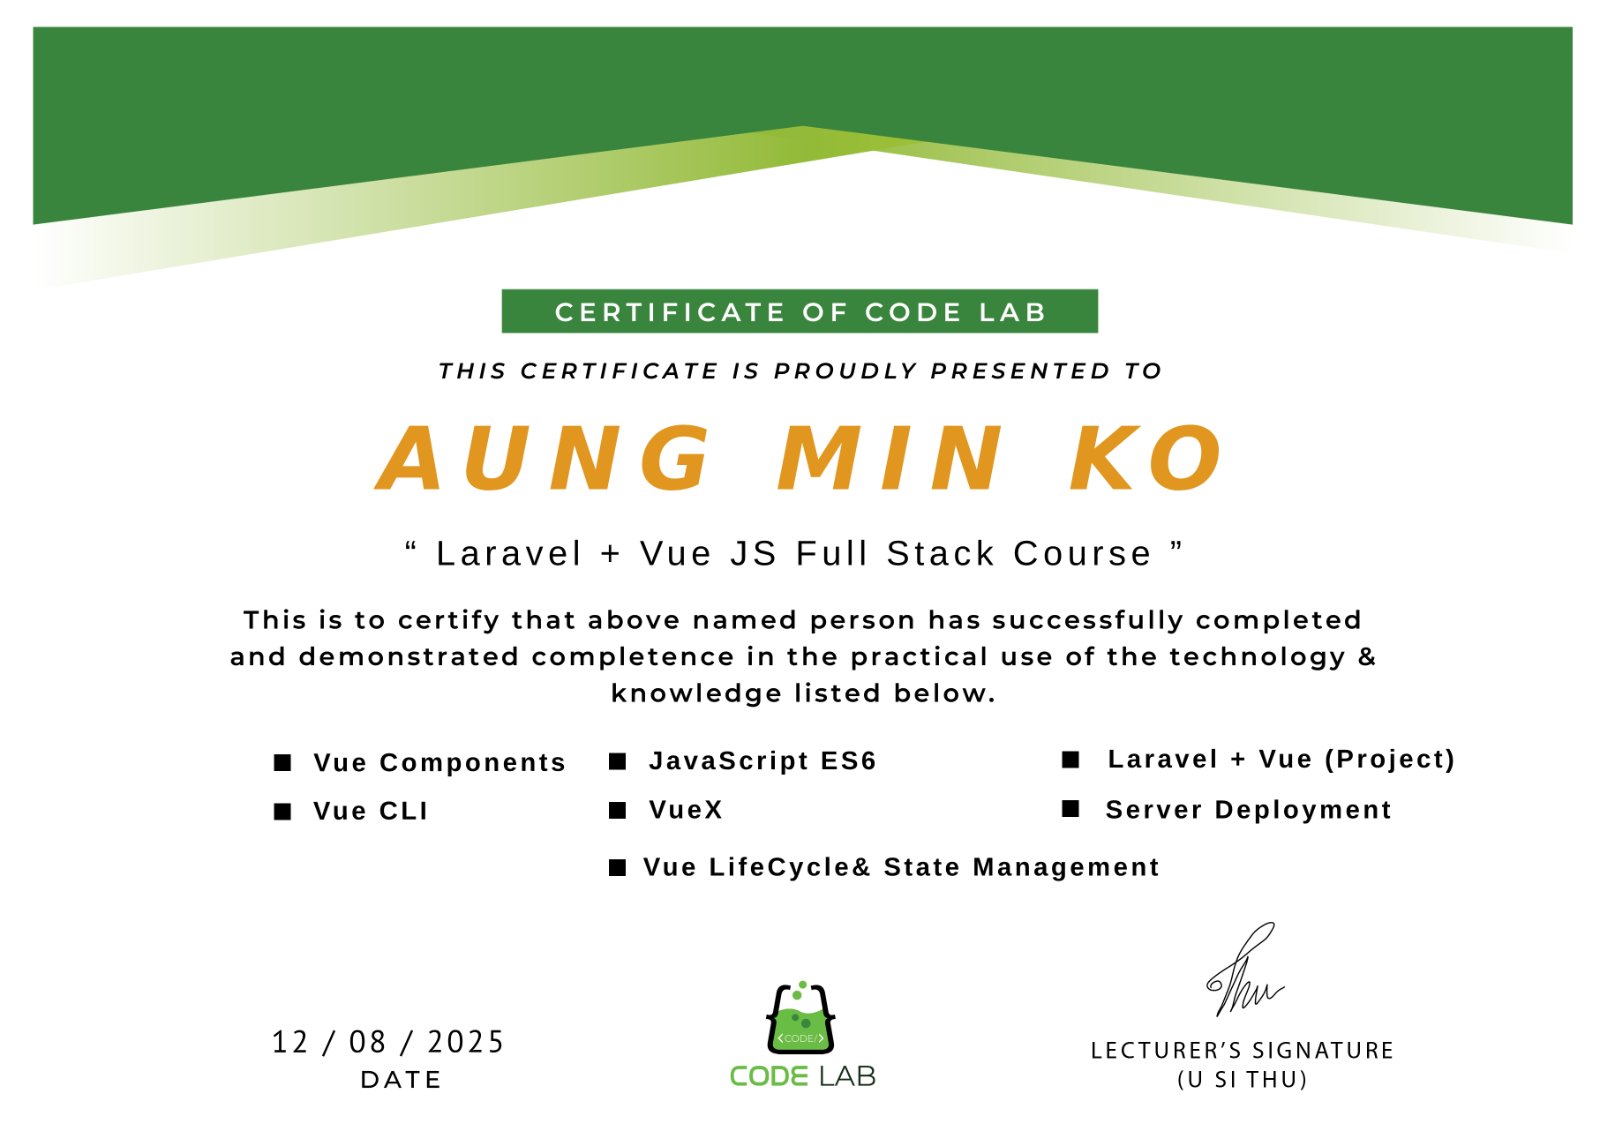 CERTIFICATE OF CODE LAB
THIS CERTIFICATE IS PROUDLY PRESENTED TO
AUNG MIN KO
“ Laravel + Vue JS Full Stack Course ”
This is to certify that above named person has successfully completed
and demonstrated completence in the practical use of the technology &
knowledge listed below.
■ Vue Components
■ Vue CLI
■ JavaScript ES6
■ VueX
■ Vue LifeCycle& State Management
■ Laravel + Vue (Project)
■ Server Deployment
12 / 08 / 2025
DATE
<CODE/>
CODE LAB
Thu
LECTURER’S SIGNATURE
(U SI THU)